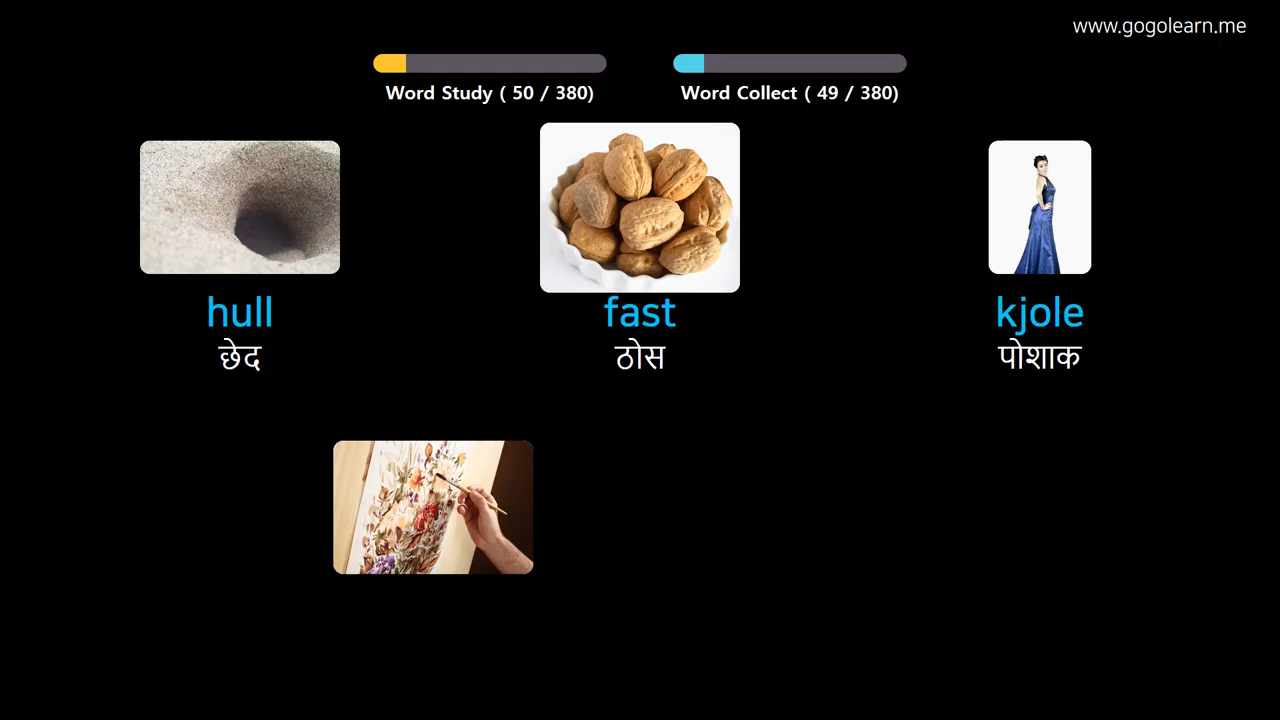 www.gogolearn.me
Word Study ( 50 / 380)
Word Collect ( 49 / 380)
hull
छेद
fast
ठोस
kjole
पोशाक